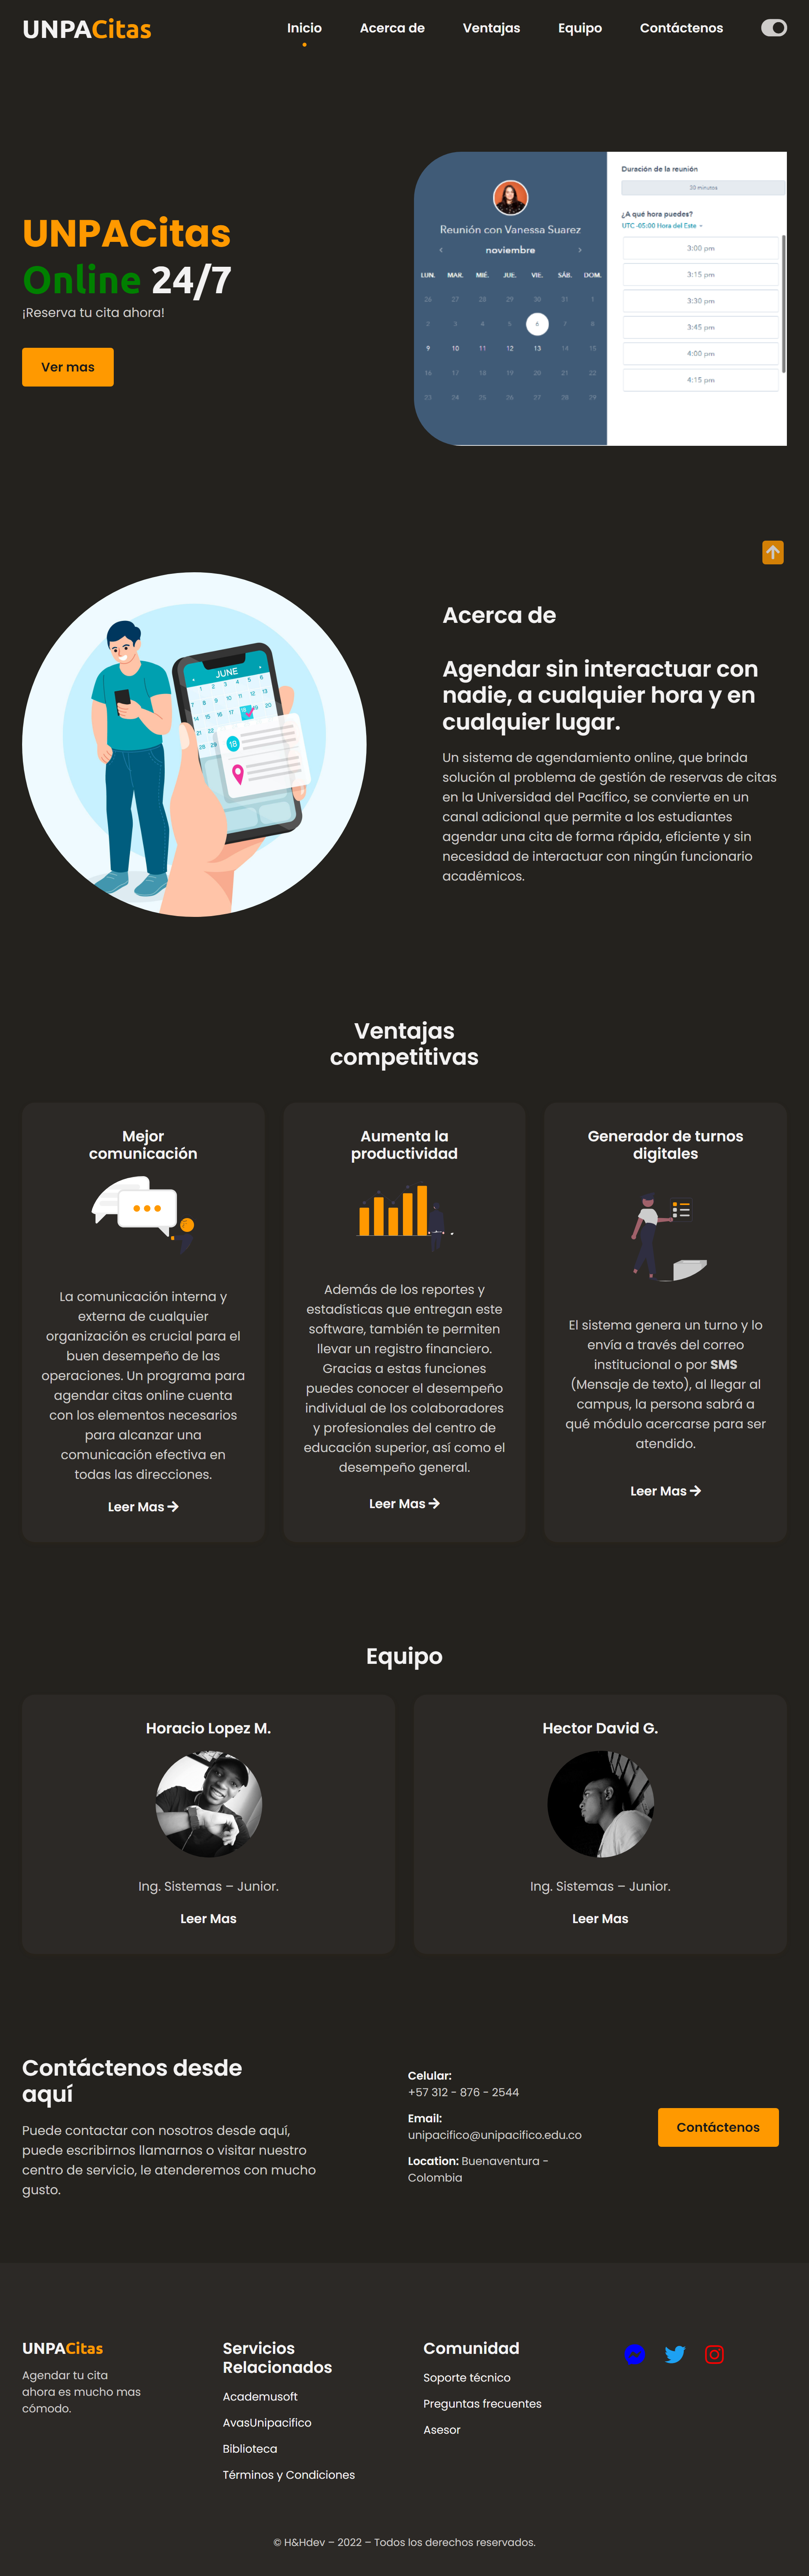 UNPACitas
Inicio
Acerca de
Ventajas
Equipo
Contáctenos
UNPACitas
Online 24/7
¡Reserva tu cita ahora!
Ver mas
Reunión con Vanessa Suarez
noviembre
LUN. MAR. MIÉ. JUE. VIE. SÁB. DOM.
26 27 28 29 30 31 1
2 3 4 5 6 7 8
9 10 11 12 13 14 15
16 17 18 19 20 21 22
23 24 25 26 27 28 29
Duración de la reunión
30 minutos
¿A qué hora puedes?
UTC -05:00 Hora del Este
3:00 pm
3:15 pm
3:30 pm
3:45 pm
4:00 pm
4:15 pm
JUNE
18
Acerca de
Agendar sin interactuar con
nadie, a cualquier hora y en
cualquier lugar.
Un sistema de agendamiento online, que brinda
solución al problema de gestión de reservas de citas
en la Universidad del Pacífico, se convierte en un
canal adicional que permite a los estudiantes
agendar una cita de forma rápida, eficiente y sin
necesidad de interactuar con ningún funcionario
académicos.
Ventajas
competitivas
Mejor
comunicación
La comunicación interna y
externa de cualquier
organización es crucial para el
buen desempeño de las
operaciones. Un programa para
agendar citas online cuenta
con los elementos necesarios
para alcanzar una
comunicación efectiva en
todas las direcciones.
Leer Mas
Aumenta la
productividad
Además de los reportes y
estadísticas que entregan este
software, también te permiten
llevar un registro financiero.
Gracias a estas funciones
puedes conocer el desempeño
individual de los colaboradores
y profesionales del centro de
educación superior, así como el
desempeño general.
Leer Mas
Generador de turnos
digitales
El sistema genera un turno y lo
envía a través del correo
institucional o por SMS
(Mensaje de texto), al llegar al
campus, la persona sabrá a
qué módulo acercarse para ser
atendido.
Leer Mas
Equipo
Horacio Lopez M.
Ing. Sistemas – Junior.
Leer Mas
Hector David G.
Ing. Sistemas – Junior.
Leer Mas
Contáctenos desde
aquí
Puede contactar con nosotros desde aquí,
puede escribirnos llamarnos o visitar nuestro
centro de servicio, le atenderemos con mucho
gusto.
Celular:
+57 312 - 876 - 2544
Email:
unipacifico@unipacifico.edu.co
Location: Buenaventura -
Colombia
Contáctenos
UNPACitas
Agendar tu cita
ahora es mucho mas
cómodo.
Servicios
Relacionados
Academusoft
AvasUnipacifico
Biblioteca
Términos y Condiciones
Comunidad
Soporte técnico
Preguntas frecuentes
Asesor
© H&Hdev – 2022 – Todos los derechos reservados.